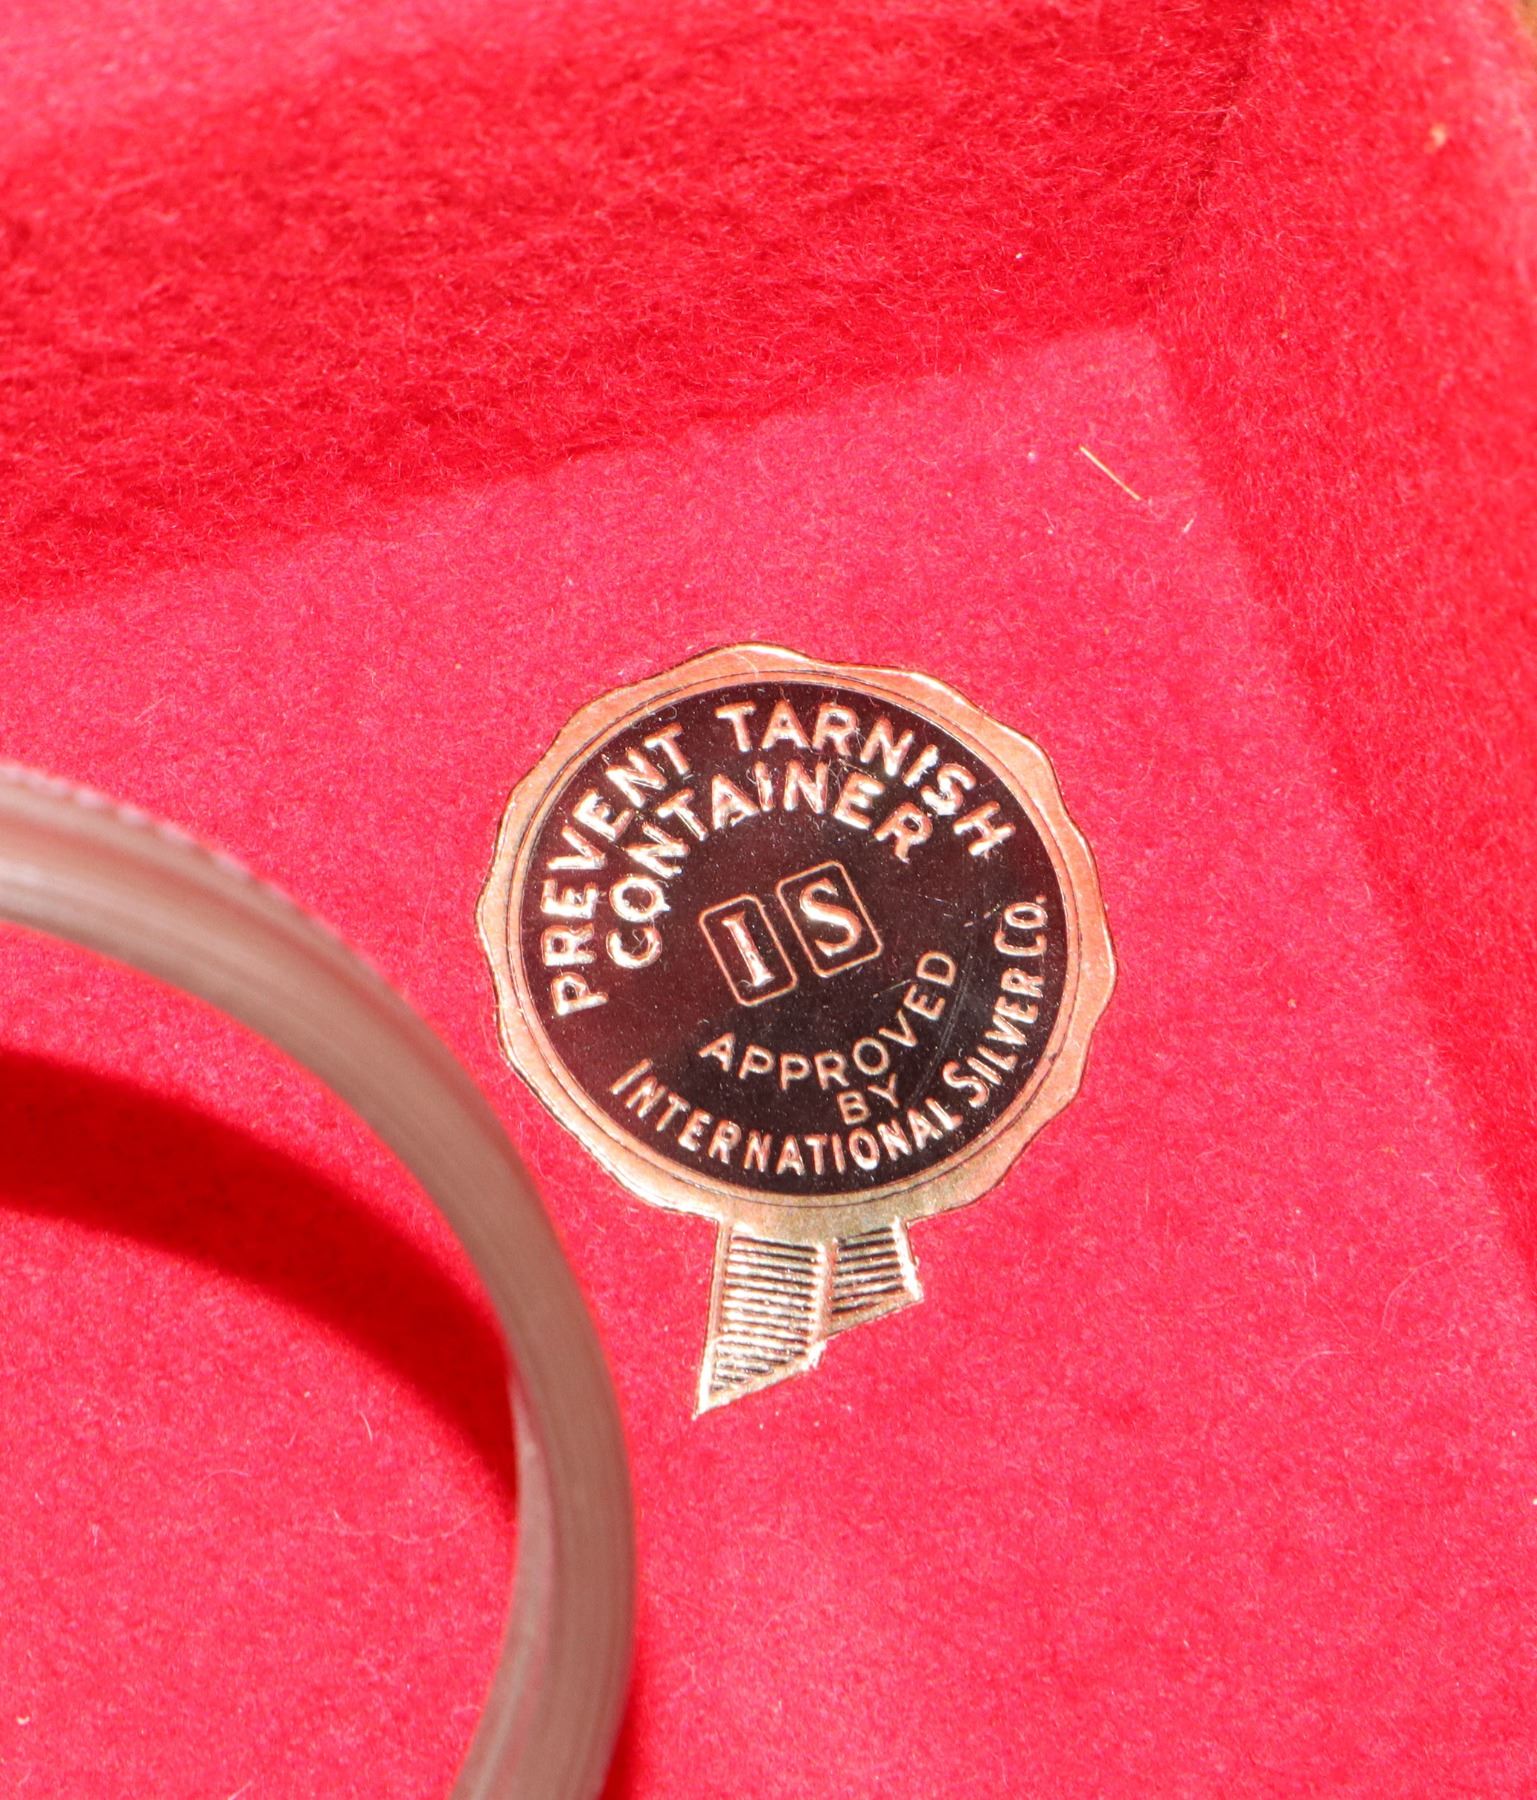 PREVENT TARNISH
CONTAINER
IS
APPROVED
BY
INTERNATIONAL SILVER CO.